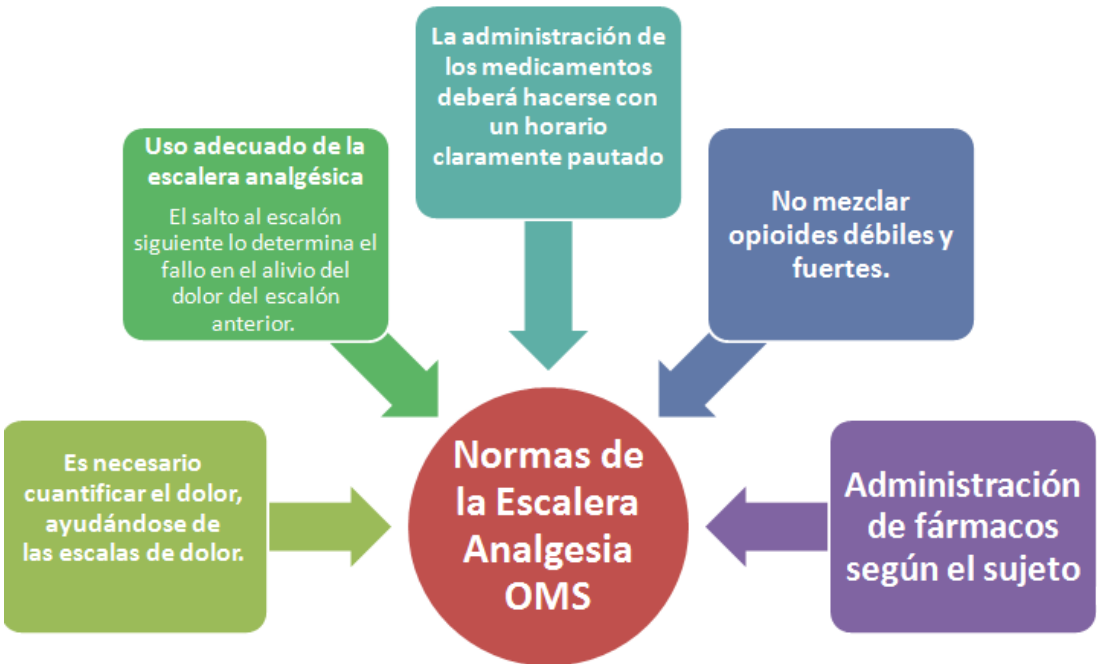 La administración de
los medicamentos
deberá hacerse con
un horario
claramente pautado
Uso adecuado de la
escalera analgésica
El salto al escalón
siguiente lo determina el
fallo en el alivio del
dolor del escalón
anterior.
No mezclar
opioides débiles y
fuertes.
Es necesario
cuantificar el dolor,
ayudándose de
las escalas de dolor.
Normas de
la Escalera
Analgesia
OMS
Administración
de fármacos
según el sujeto